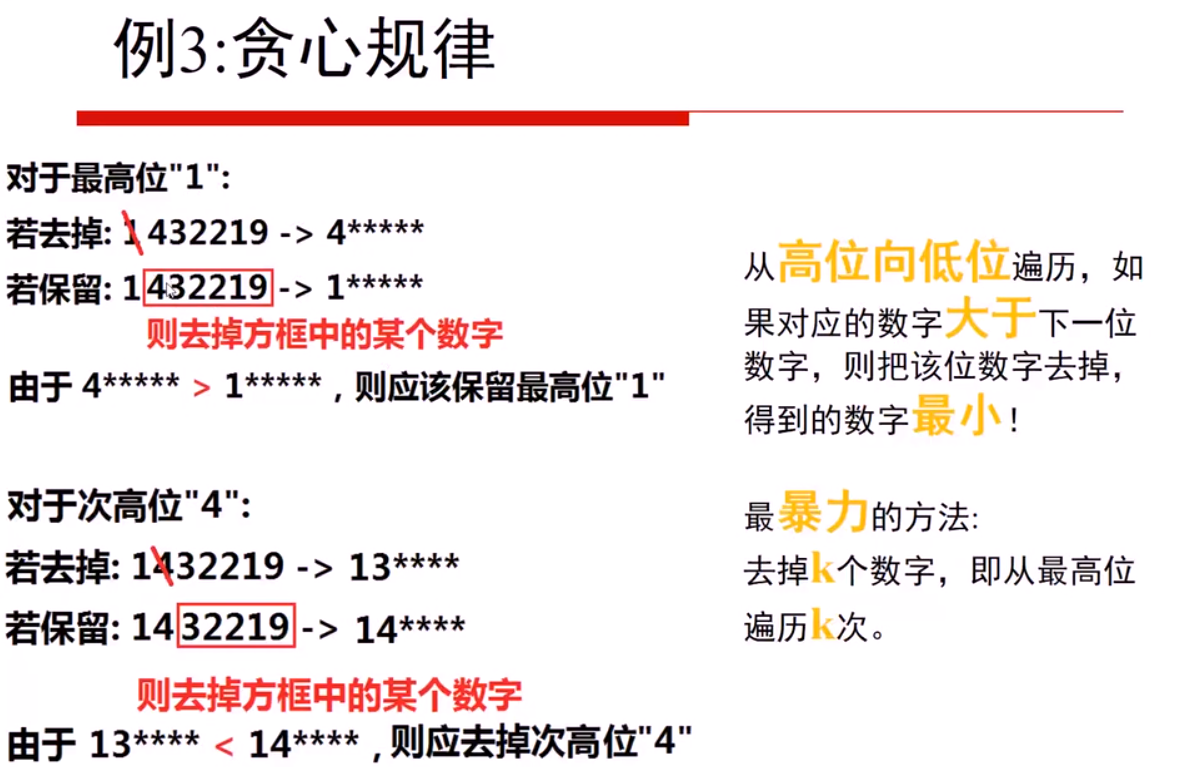 例3:贪心规律
对于最高位"1":
若去掉: 1432219 -> 4*****
若保留: 1432219 -> 1*****
则去掉方框中的某个数字
由于 4***** > 1***** , 则应该保留最高位"1"
对于次高位"4":
若去掉: 1432219 -> 13****
若保留: 1432219 -> 14****
则去掉方框中的某个数字
由于 13**** < 14**** , 则应去掉次高位"4"
从高位向低位遍历，如
果对应的数字大于下一位
数字，则把该位数字去掉，
得到的数字最小！
最暴力的方法:
去掉k个数字，即从最高位
遍历k次。